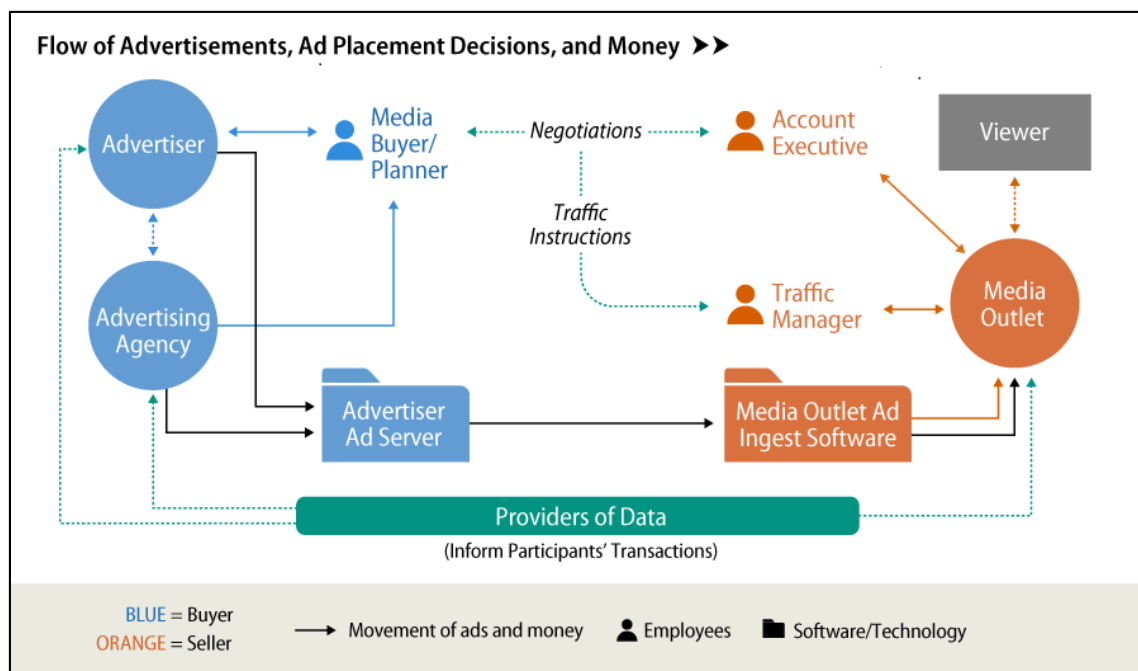 Flow of Advertisements, Ad Placement Decisions, and Money
Advertiser
Media
Buyer/
Planner
Negotiations
Account
Executive
Viewer
Traffic
Instructions
Advertising
Agency
Traffic
Manager
Media
Outlet
Advertiser
Ad Server
Media Outlet Ad
Ingest Software
Providers of Data
(Inform Participants’ Transactions)
BLUE = Buyer
ORANGE = Seller
Movement of ads and money
Employees
Software/Technology